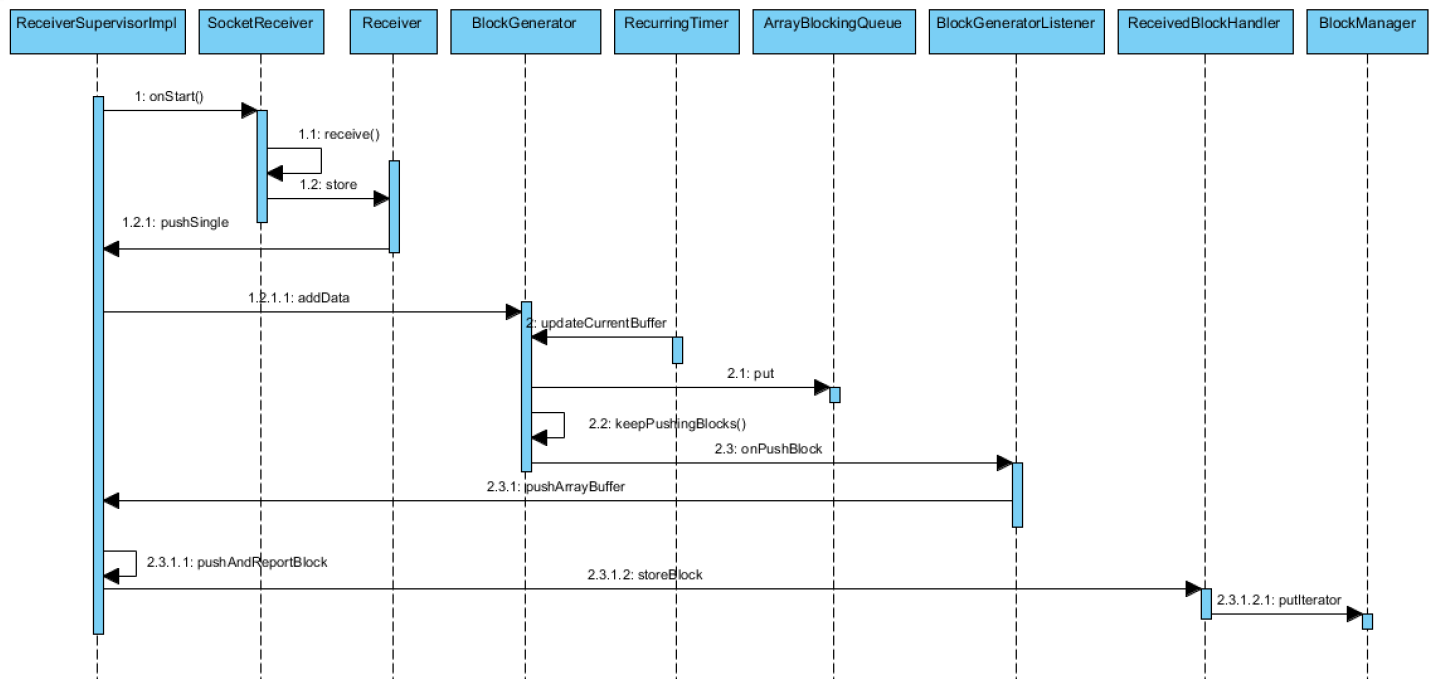 ReceiverSupervisorImpl
SocketReceiver
Receiver
BlockGenerator
RecurringTimer
ArrayBlockingQueue
BlockGeneratorListener
ReceivedBlockHandler
BlockManager
1: onStart()
1.1: receive()
1.2: store
1.2.1: pushSingle
1.2.1.1: addData
2: updateCurrentBuffer
2.1: put
2.2: keepPushingBlocks()
2.3: onPushBlock
2.3.1: pushArrayBuffer
2.3.1.1: pushAndReportBlock
2.3.1.2: storeBlock
2.3.1.2.1: putIterator